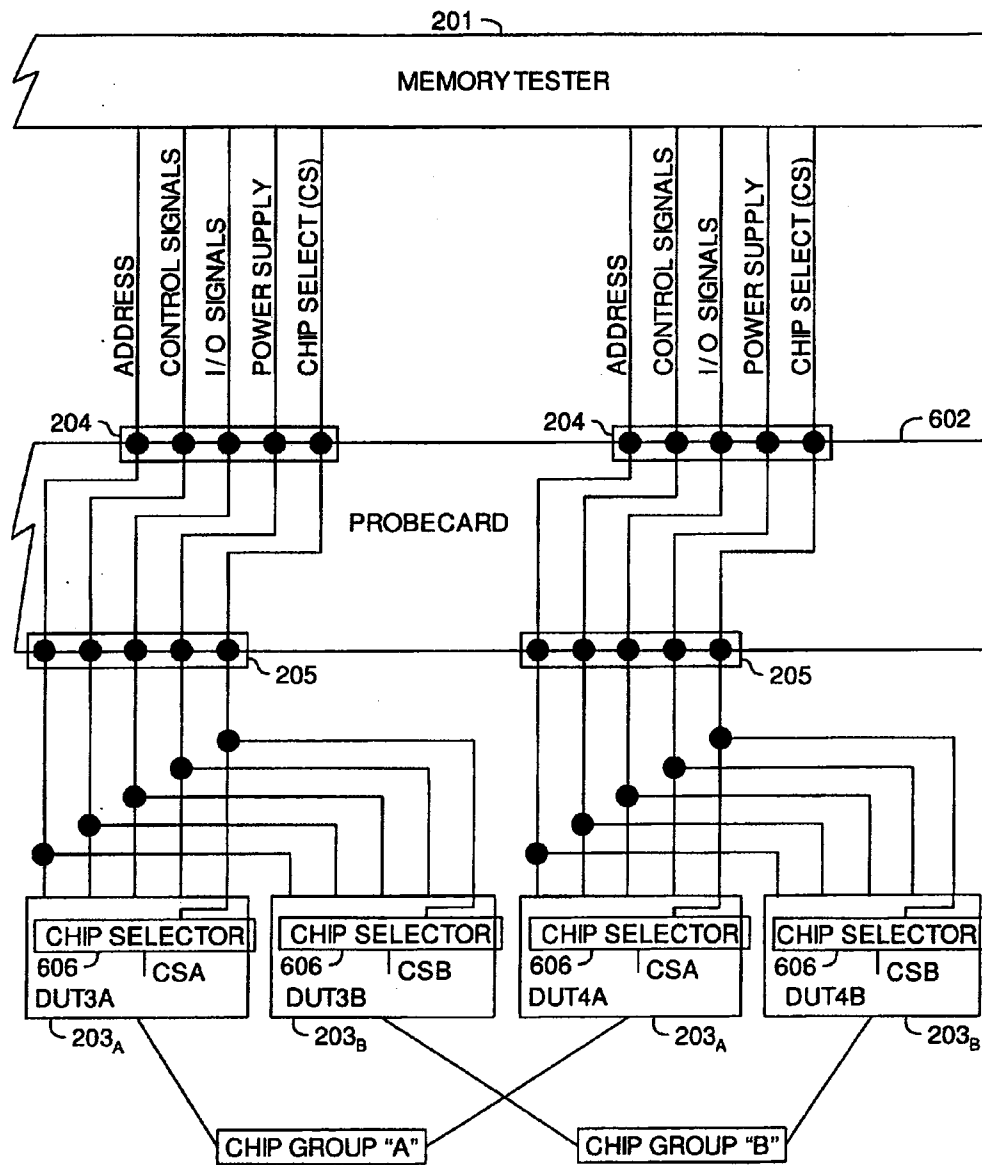 201
MEMORY TESTER
ADDRESS
CONTROL SIGNALS
I/O SIGNALS
POWER SUPPLY
CHIP SELECT (CS)
ADDRESS
CONTROL SIGNALS
I/O SIGNALS
POWER SUPPLY
CHIP SELECT (CS)
204
204
602
PROBECARD
205
205
CHIP SELECTOR
CHIP SELECTOR
CHIP SELECTOR
CHIP SELECTOR
606
CSA
606
CSB
606
CSA
606
CSB
DUT3A
DUT3B
DUT4A
DUT4B
203A
203B
203A
203B
CHIP GROUP "A"
CHIP GROUP "B"